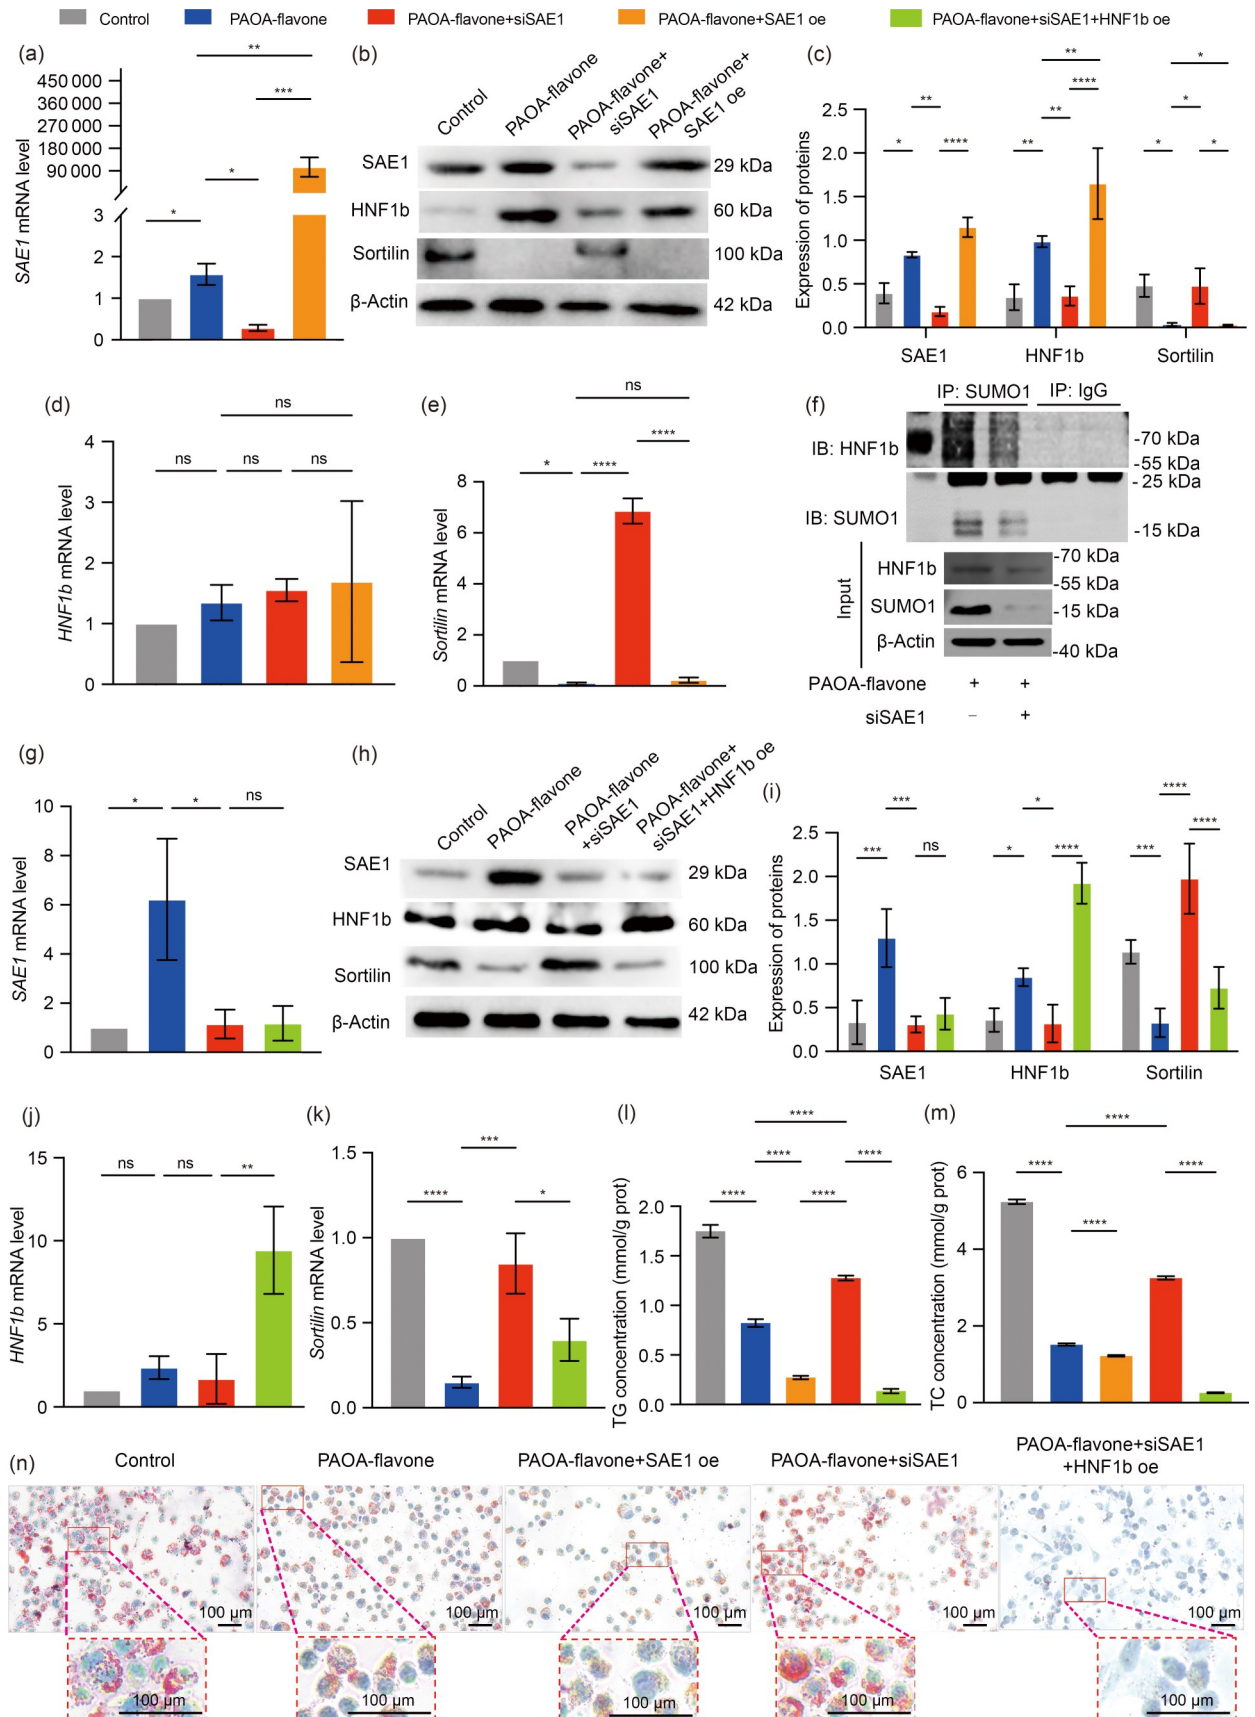 Control PAOA-flavone PAOA-flavone+siSAE1 PAOA-flavone+SAE1 oe PAOA-flavone+siSAE1+HNF1b oe
(a)
SAE1 mRNA level
450 000
360 000
270 000
180 000
90 000
3
2
1
0
* * ** ***
(b)
Control
PAOA-flavone
PAOA-flavone+
siSAE1
PAOA-flavone+
SAE1 oe
SAE1 29 kDa
HNF1b 60 kDa
Sortilin 100 kDa
β-Actin 42 kDa
(c)
Expression of proteins
2.5
2.0
1.5
1.0
0.5
0.0
* ** **** ** ** **** ** * * * *
SAE1 HNF1b Sortilin
(d)
HNF1b mRNA level
4
3
2
1
0
ns
ns ns ns
(e)
Sortilin mRNA level
8
6
4
2
0
ns
****
* ****
(f)
IP: SUMO1 IP: IgG
IB: HNF1b
-70 kDa
-55 kDa
-25 kDa
IB: SUMO1
-15 kDa
Input
HNF1b
-70 kDa
-55 kDa
SUMO1
-15 kDa
β-Actin
-40 kDa
PAOA-flavone + +
siSAE1 – +
(g)
SAE1 mRNA level
10
8
6
4
2
0
* * ns
(h)
Control
PAOA-flavone
PAOA-flavone
+siSAE1
PAOA-flavone+
siSAE1+HNF1b oe
SAE1 29 kDa
HNF1b 60 kDa
Sortilin 100 kDa
β-Actin 42 kDa
(i)
Expression of proteins
2.5
2.0
1.5
1.0
0.5
0.0
*** *** ns * * **** *** **** ****
SAE1 HNF1b Sortilin
(j)
HNF1b mRNA level
15
10
5
0
ns ns **
(k)
Sortilin mRNA level
1.5
1.0
0.5
0.0
***
**** *
(l)
TG concentration (mmol/g prot)
2.0
1.5
1.0
0.5
0.0
****
**** ****
**** ****
(m)
TC concentration (mmol/g prot)
6
4
2
0
****
**** ****
****
(n)
Control PAOA-flavone PAOA-flavone+SAE1 oe PAOA-flavone+siSAE1 PAOA-flavone+siSAE1
+HNF1b oe
100 μm 100 μm 100 μm 100 μm 100 μm
100 μm 100 μm 100 μm 100 μm 100 μm